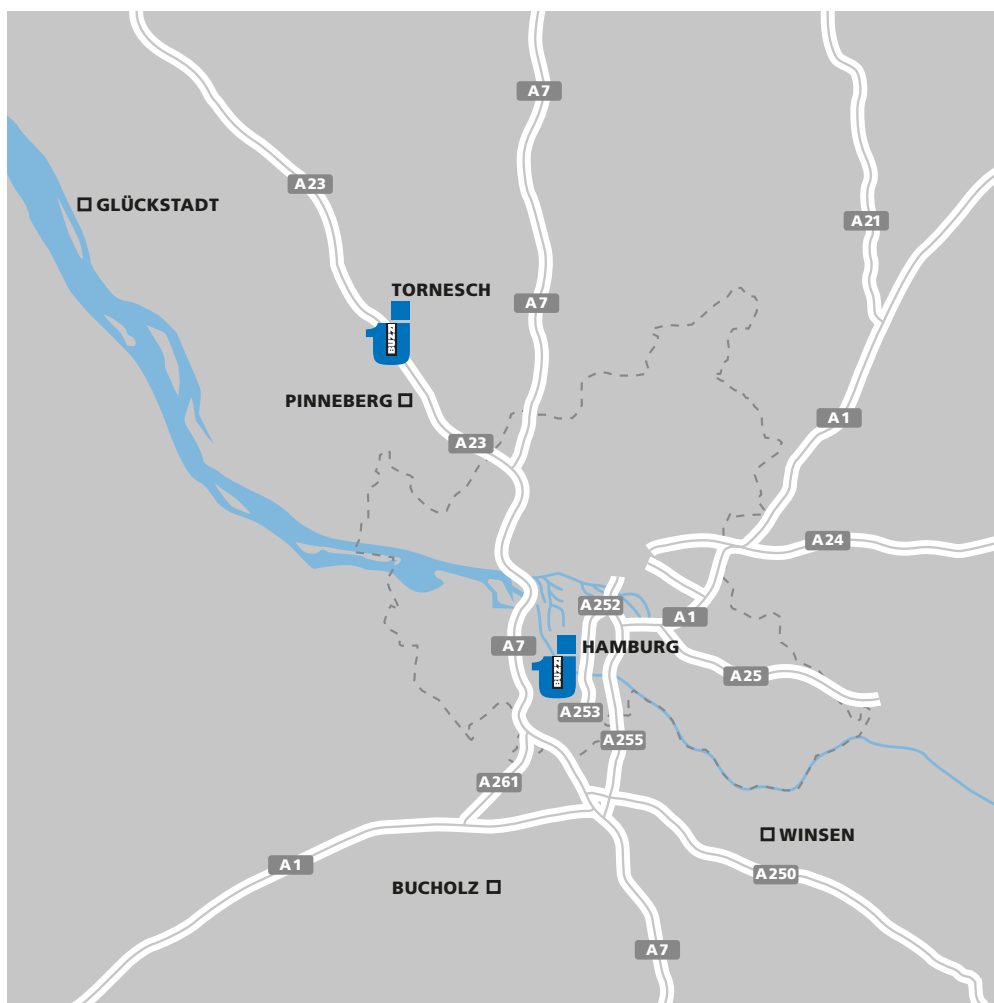 A7
A23
GLÜCKSTADT
A21
TORNESCH
A7
BUZZI
PINNEBERG
A1
A23
A24
A252
A1
A7
HAMBURG
BUZZI
A25
A253
A255
A261
WINSEN
A1
A250
BUCHOLZ
A7